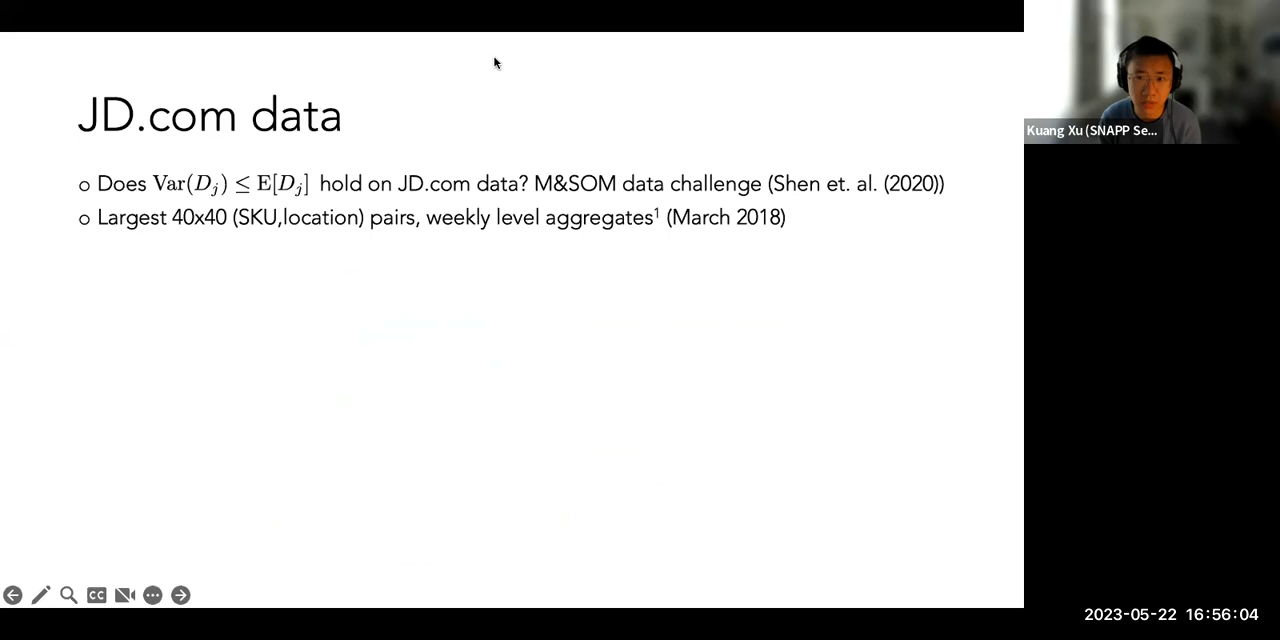 JD.com data
○ Does Var(D_j) ≤ E[D_j] hold on JD.com data? M&SOM data challenge (Shen et. al. (2020))
○ Largest 40x40 (SKU,location) pairs, weekly level aggregates¹ (March 2018)
Kuang Xu (SNAPP Se...
CC
2023-05-22 16:56:04